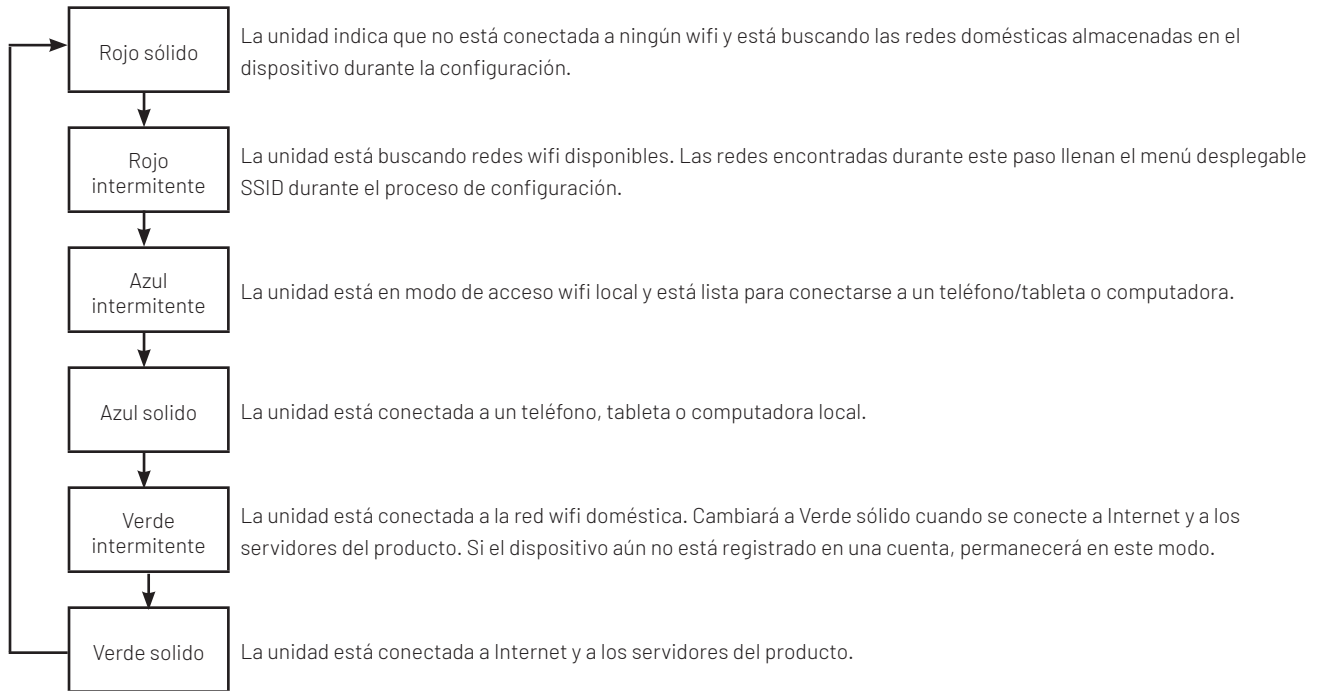 Rojo sólido
La unidad indica que no está conectada a ningún wifi y está buscando las redes domésticas almacenadas en el
dispositivo durante la configuración.
Rojo
intermitente
La unidad está buscando redes wifi disponibles. Las redes encontradas durante este paso llenan el menú desplegable
SSID durante el proceso de configuración.
Azul
intermitente
La unidad está en modo de acceso wifi local y está lista para conectarse a un teléfono/tableta o computadora.
Azul solido
La unidad está conectada a un teléfono, tableta o computadora local.
Verde
intermitente
La unidad está conectada a la red wifi doméstica. Cambiará a Verde sólido cuando se conecte a Internet y a los
servidores del producto. Si el dispositivo aún no está registrado en una cuenta, permanecerá en este modo.
Verde solido
La unidad está conectada a Internet y a los servidores del producto.